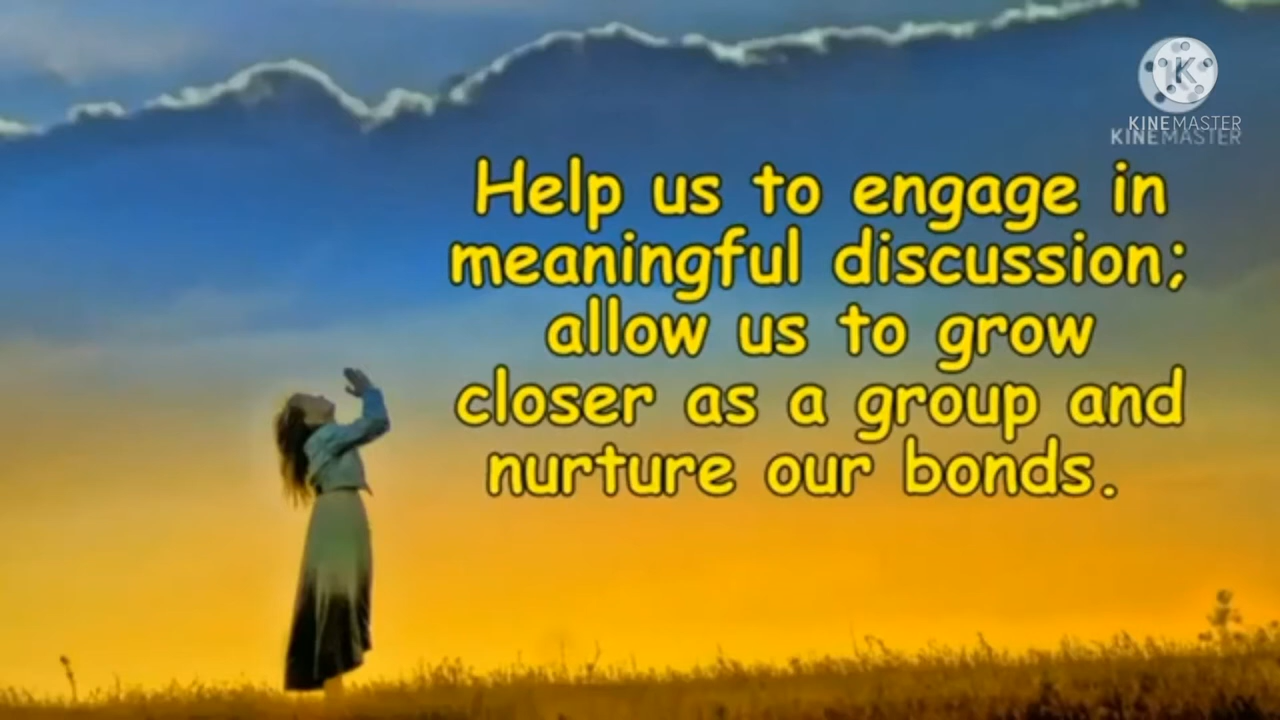 K
KINEMASTER
KINEMASTER
Help us to engage in
meaningful discussion;
allow us to grow
closer as a group and
nurture our bonds.